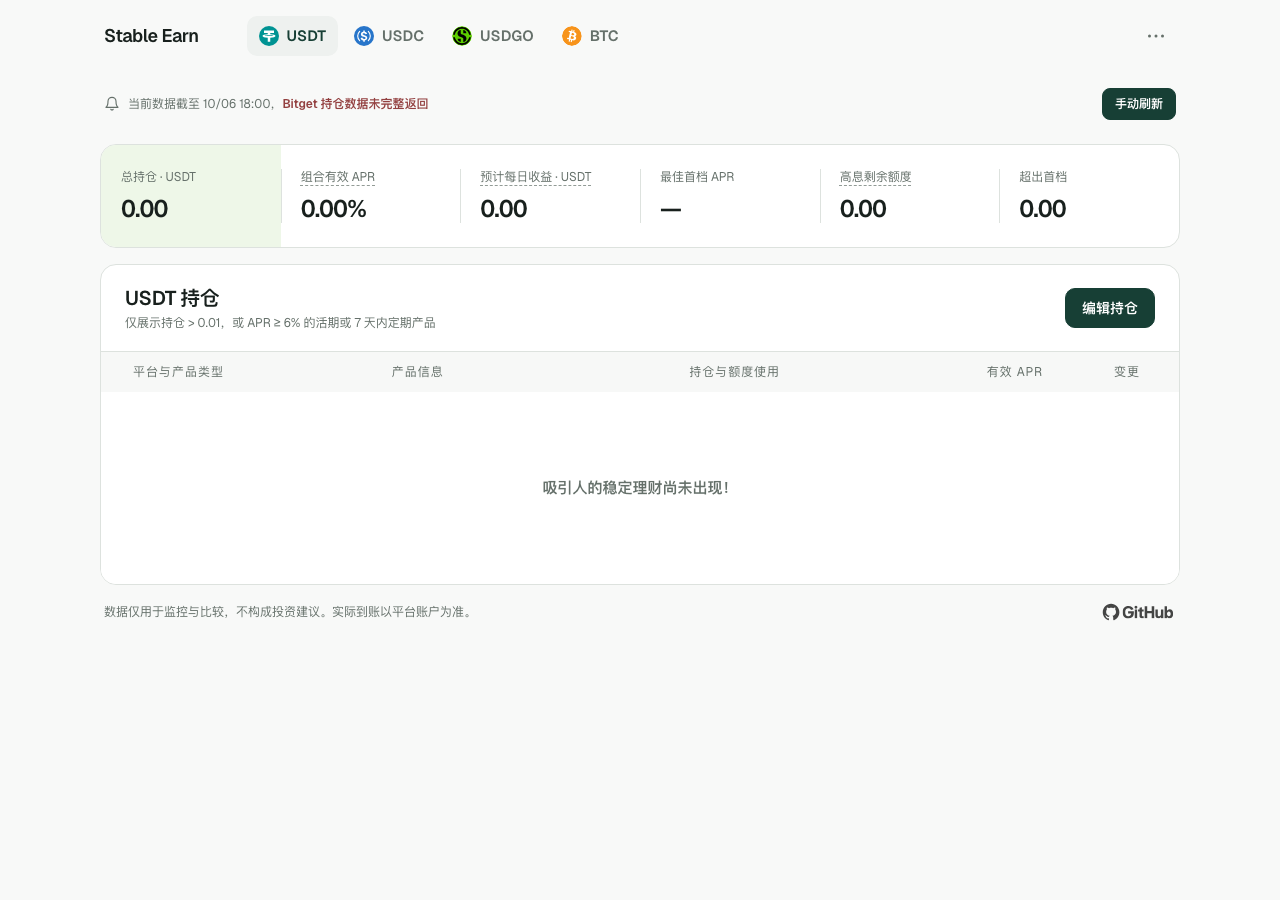 Stable Earn
USDT
USDC
USDGO
BTC
当前数据截至 10/06 18:00，Bitget 持仓数据未完整返回
手动刷新
总持仓 · USDT
0.00
组合有效 APR
0.00%
预计每日收益 · USDT
0.00
最佳首档 APR
—
高息剩余额度
0.00
超出首档
0.00
USDT 持仓
仅展示持仓 > 0.01，或 APR ≥ 6% 的活期或 7 天内定期产品
编辑持仓
平台与产品类型
产品信息
持仓与额度使用
有效 APR
变更
吸引人的稳定理财尚未出现！
数据仅用于监控与比较，不构成投资建议。实际到账以平台账户为准。
GitHub